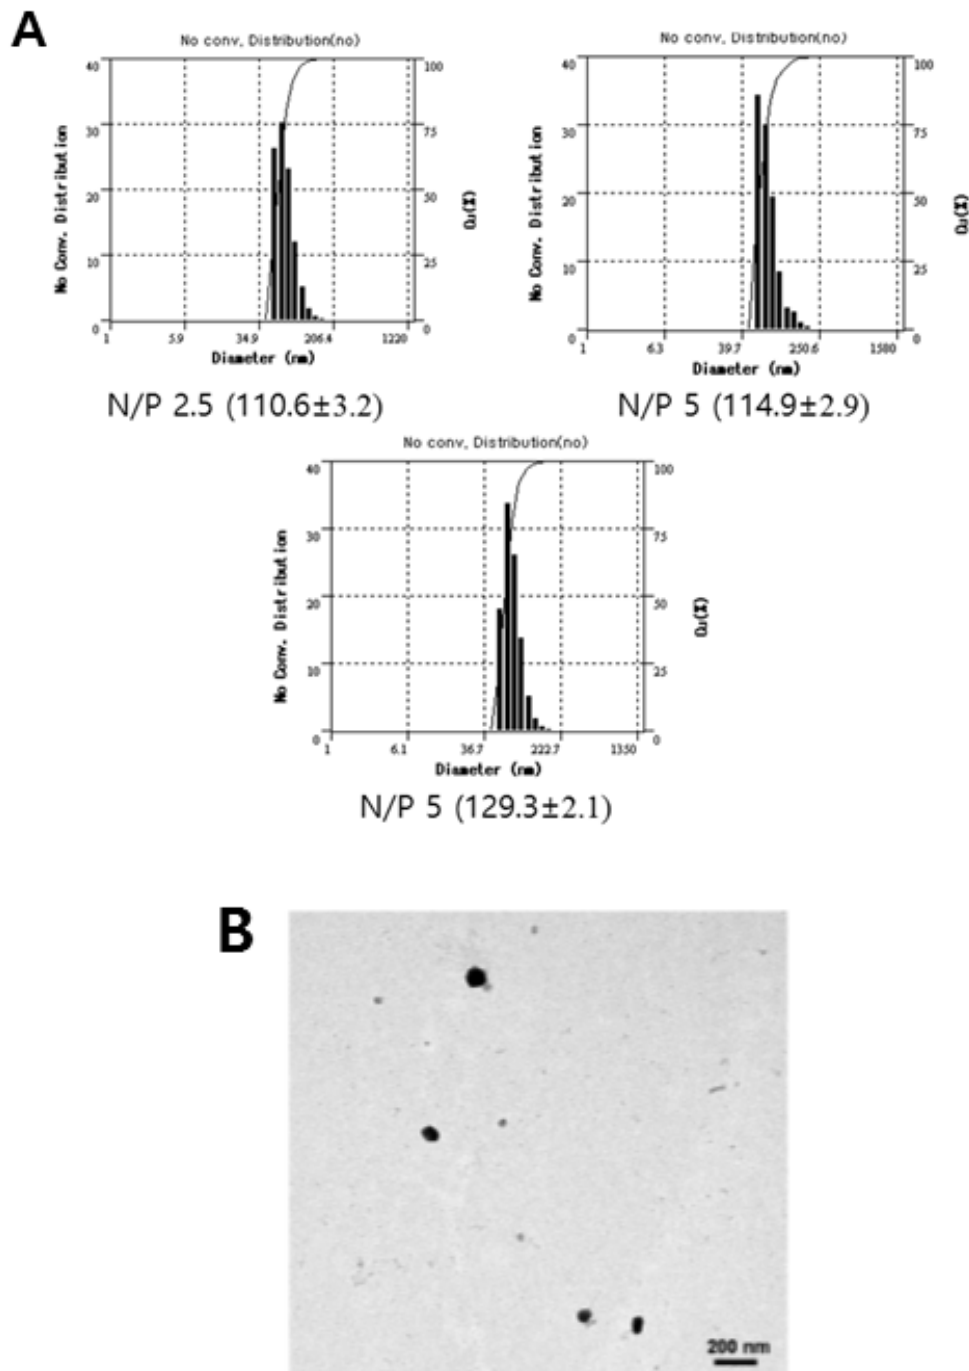 A
No conv, Distribution(no)
No Conv. Distribution
40
30
20
10
0
100
75
50
25
0
1 5.9 34.9 206.4 1220
Diameter (nm)
N/P 2.5 (110.6±3.2)
No conv, Distribution(no)
No Conv. Distribution
40
30
20
10
0
100
75
50
25
0
1 6.3 39.7 250.6 1580
Diameter (nm)
N/P 5 (114.9±2.9)
No conv, Distribution(no)
No Conv. Distribution
40
30
20
10
0
100
75
50
25
0
1 6.1 36.7 222.7 1350
Diameter (nm)
N/P 5 (129.3±2.1)
B
200 nm